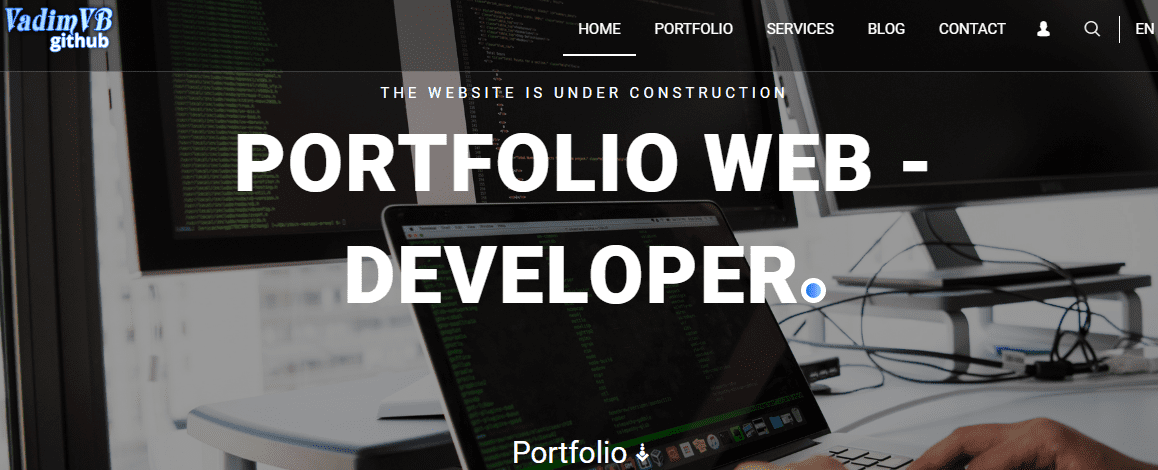 VadimVB
github
HOME PORTFOLIO SERVICES BLOG CONTACT EN
THE WEBSITE IS UNDER CONSTRUCTION
PORTFOLIO WEB -
DEVELOPER.
Portfolio